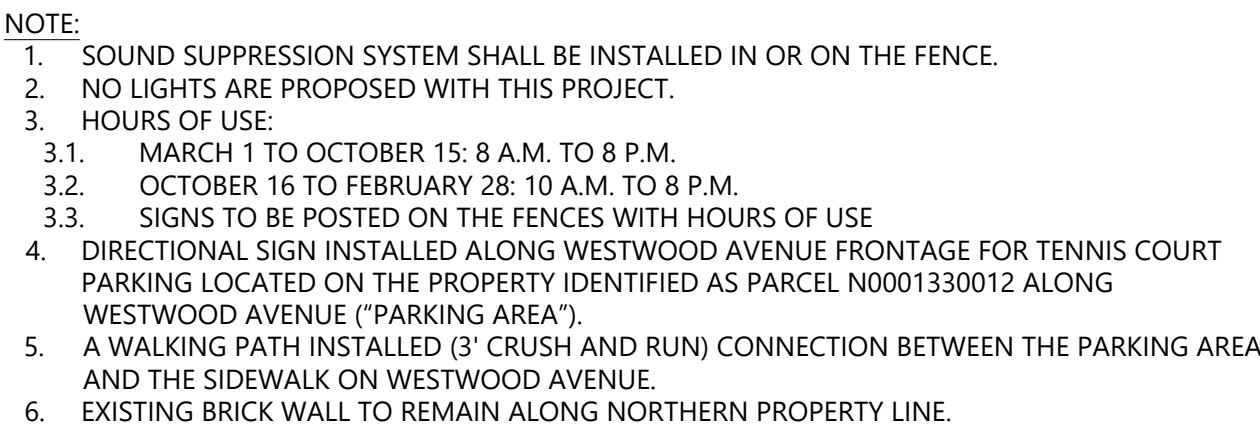 NOTE:
1. SOUND SUPPRESSION SYSTEM SHALL BE INSTALLED IN OR ON THE FENCE.
2. NO LIGHTS ARE PROPOSED WITH THIS PROJECT.
3. HOURS OF USE:
3.1. MARCH 1 TO OCTOBER 15: 8 A.M. TO 8 P.M.
3.2. OCTOBER 16 TO FEBRUARY 28: 10 A.M. TO 8 P.M.
3.3. SIGNS TO BE POSTED ON THE FENCES WITH HOURS OF USE
4. DIRECTIONAL SIGN INSTALLED ALONG WESTWOOD AVENUE FRONTAGE FOR TENNIS COURT
PARKING LOCATED ON THE PROPERTY IDENTIFIED AS PARCEL N0001330012 ALONG
WESTWOOD AVENUE (“PARKING AREA”).
5. A WALKING PATH INSTALLED (3' CRUSH AND RUN) CONNECTION BETWEEN THE PARKING AREA
AND THE SIDEWALK ON WESTWOOD AVENUE.
6. EXISTING BRICK WALL TO REMAIN ALONG NORTHERN PROPERTY LINE.